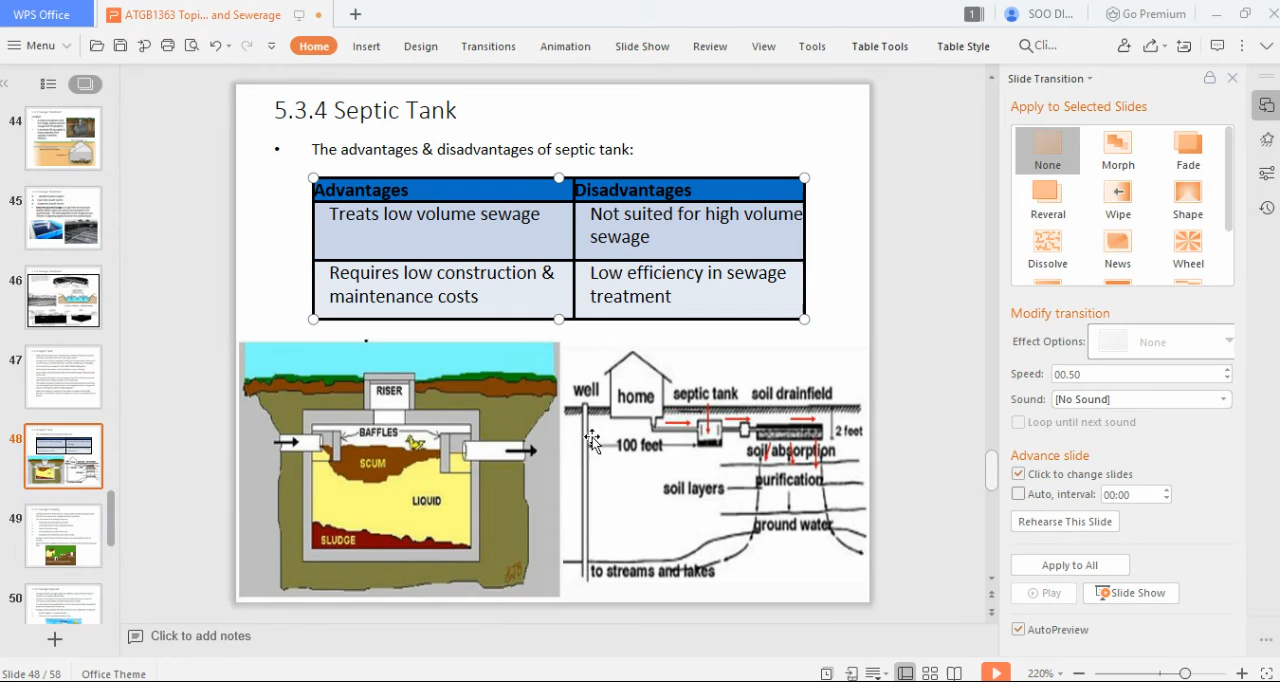 WPS Office
ATGB1363 Topi... and Sewerage
1
SOO DI...
Go Premium
Menu
Home
Insert
Design
Transitions
Animation
Slide Show
Review
View
Tools
Table Tools
Table Style
Cli...
44
45
46
47
48
49
50
5.3.4 Septic Tank
• The advantages & disadvantages of septic tank:
Advantages
Disadvantages
Treats low volume sewage
Not suited for high volume
sewage
Requires low construction &
maintenance costs
Low efficiency in sewage
treatment
RISER
BAFFLES
SCUM
LIQUID
SLUDGE
well
home
septic tank
soil drainfield
2 feet
100 feet
soil absorption
purification
soil layers
ground water
to streams and lakes
Slide Transition
Apply to Selected Slides
None
Morph
Fade
Reveral
Wipe
Shape
Dissolve
News
Wheel
Modify transition
Effect Options:
None
Speed:
00.50
Sound:
[No Sound]
Loop until next sound
Advance slide
Click to change slides
Auto, interval:
00:00
Rehearse This Slide
Apply to All
Play
Slide Show
AutoPreview
Click to add notes
Slide 48 / 58
Office Theme
220%